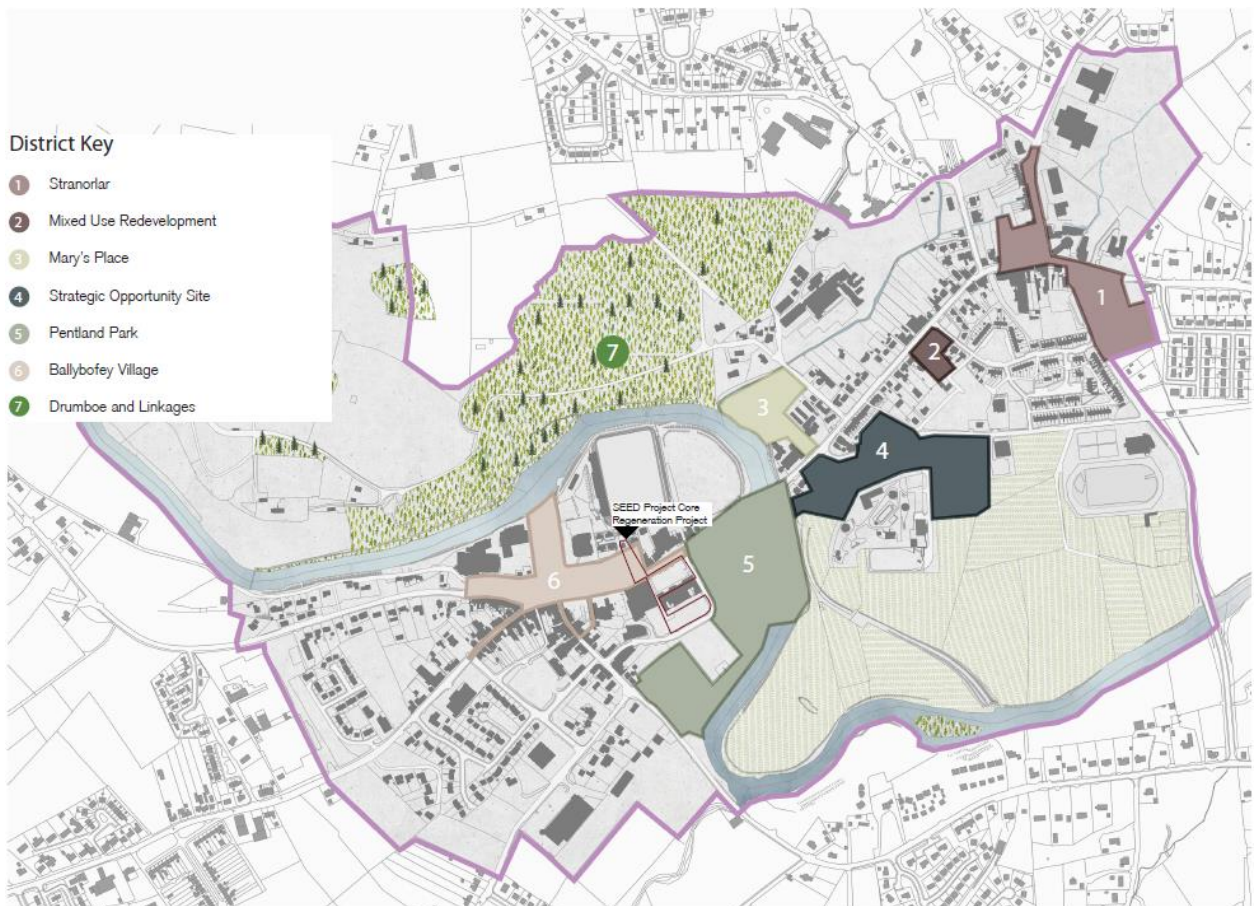 District Key
1 Stranorlar
2 Mixed Use Redevelopment
3 Mary's Place
4 Strategic Opportunity Site
5 Pentland Park
6 Ballybofey Village
7 Drumboe and Linkages
1
2
7
3
4
SEED Project Core
Regeneration Project
5
6